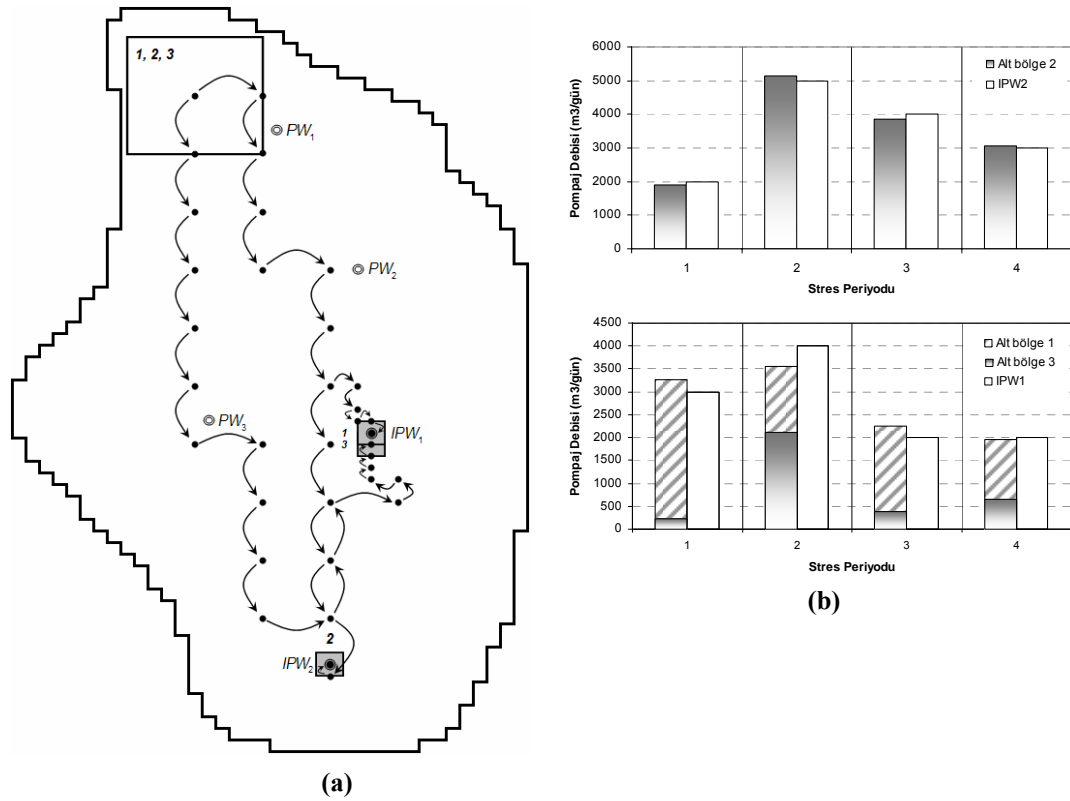 1, 2, 3
PW1
PW2
PW3
1
3
IPW1
2
IPW2
(a)
6000
5000
4000
3000
2000
1000
0
Pompaj Debisi (m3/gün)
Alt bölge 2
IPW2
1 2 3 4
Stres Periyodu
4500
4000
3500
3000
2500
2000
1500
1000
500
0
Pompaj Debisi (m3/gün)
Alt bölge 1
Alt bölge 3
IPW1
1 2 3 4
Stres Periyodu
(b)